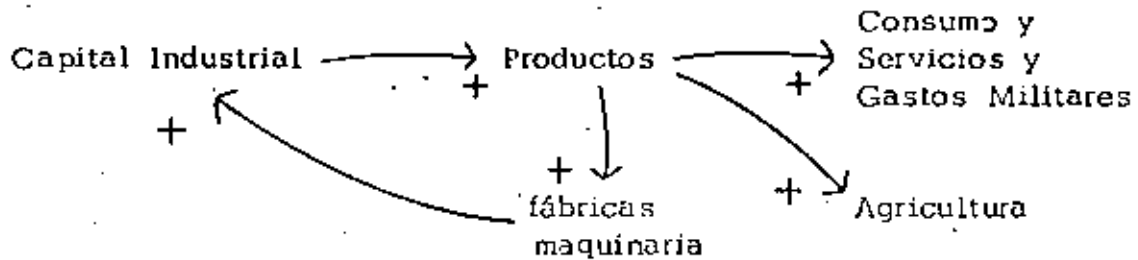 Capital Industrial
+
Productos
+
Consumo y
Servicios y
Gastos Militares
+
+
fábricas
maquinaria
+
Agricultura